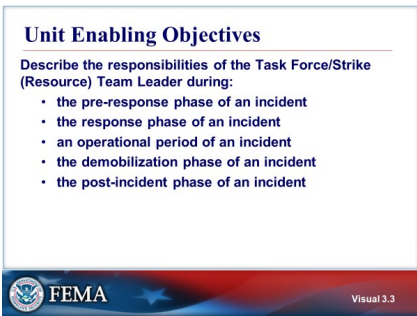 Unit Enabling Objectives
Describe the responsibilities of the Task Force/Strike
(Resource) Team Leader during:
• the pre-response phase of an incident
• the response phase of an incident
• an operational period of an incident
• the demobilization phase of an incident
• the post-incident phase of an incident
FEMA
Visual 3.3